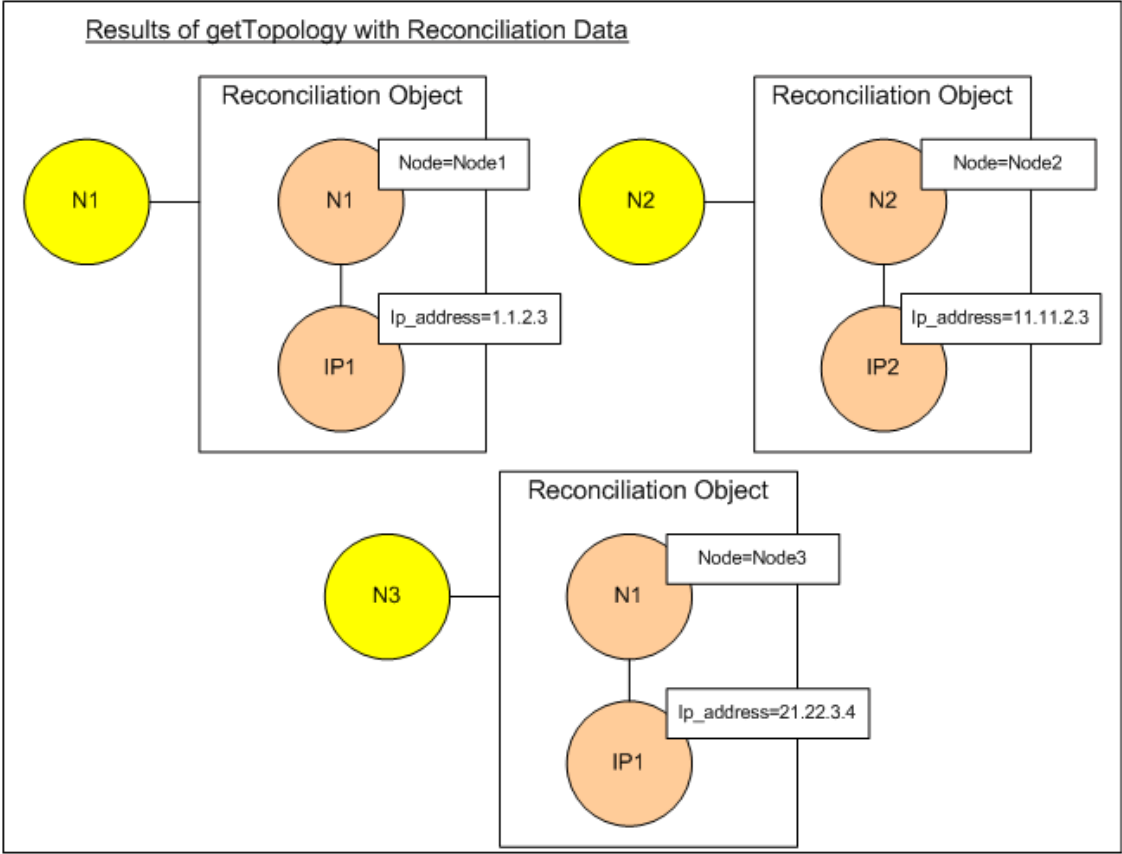 Results of getTopology with Reconciliation Data
Reconciliation Object
N1
N1
Node=Node1
Ip_address=1.1.2.3
IP1
Reconciliation Object
N2
N2
Node=Node2
Ip_address=11.11.2.3
IP2
Reconciliation Object
N3
N1
Node=Node3
Ip_address=21.22.3.4
IP1